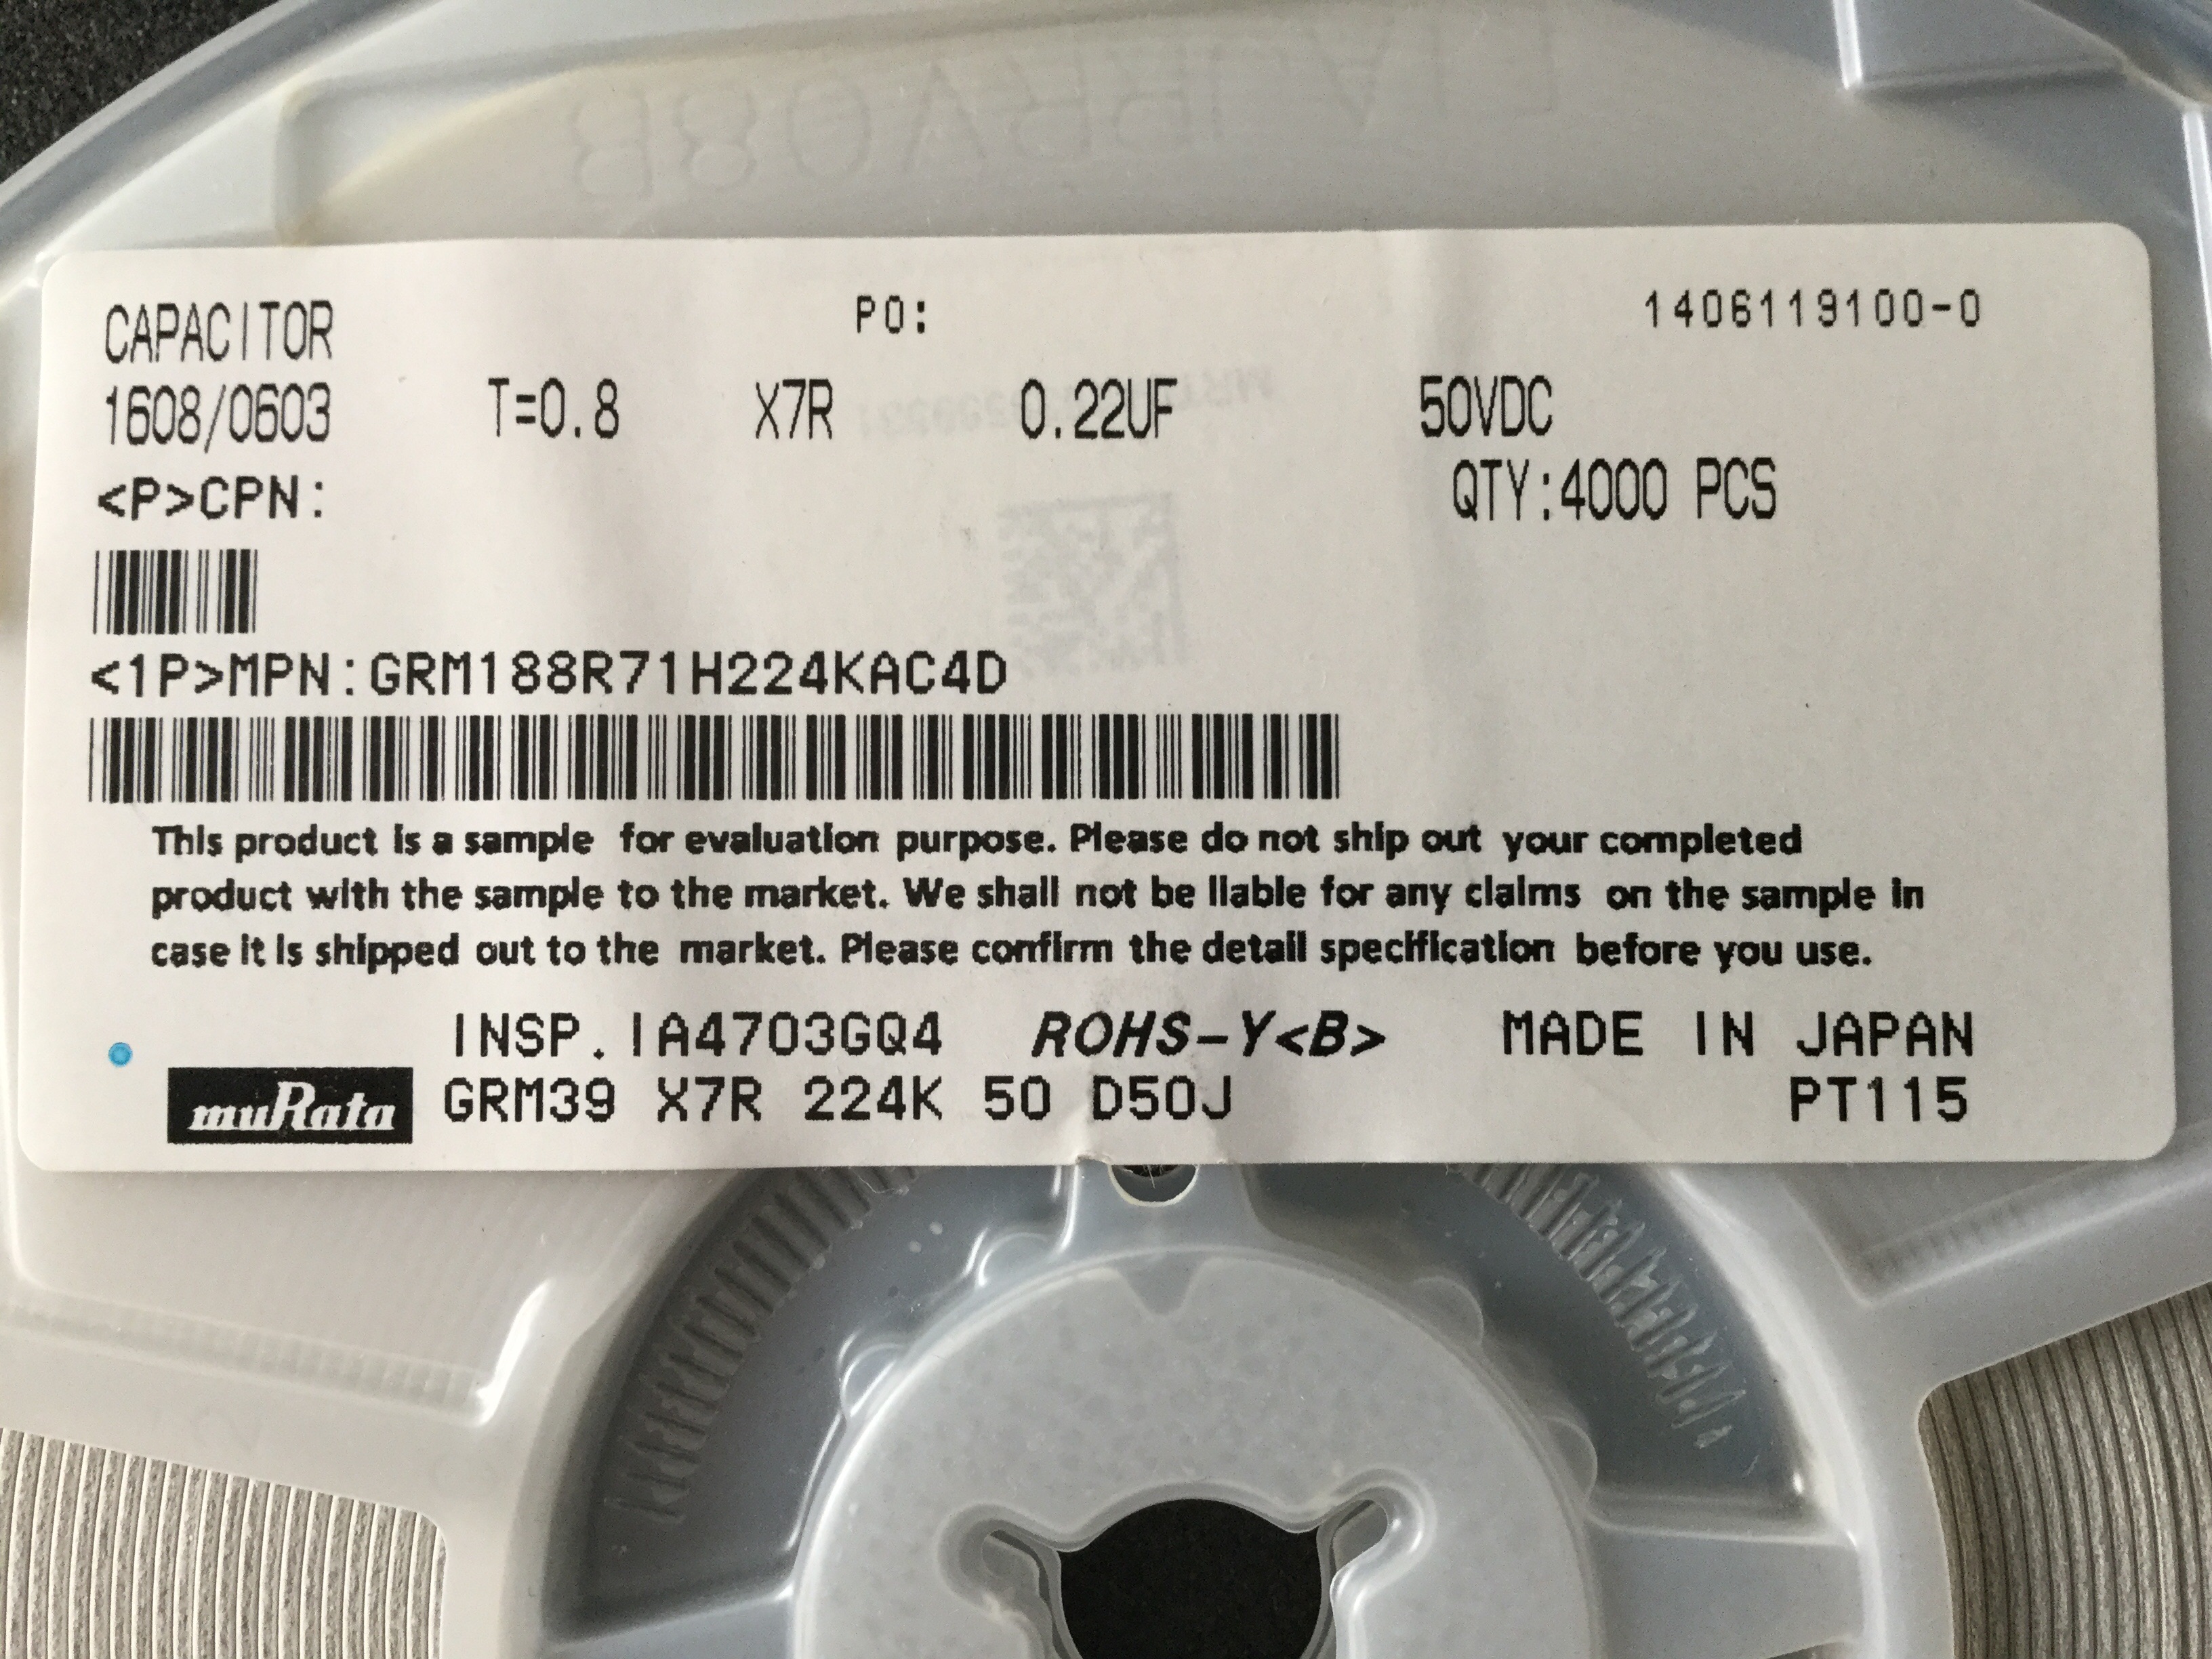 CAPACITOR PO: 1406119100-0
1608/0603 T=0.8 X7R 0.22UF 50VDC
<P>CPN: QTY:4000 PCS
<1P>MPN:GRM188R71H224KAC4D
This product is a sample for evaluation purpose. Please do not ship out your completed
product with the sample to the market. We shall not be liable for any claims on the sample in
case it is shipped out to the market. Please confirm the detail specification before you use.
INSP.IA4703GQ4 ROHS-Y<B> MADE IN JAPAN
muRata GRM39 X7R 224K 50 D50J PT115